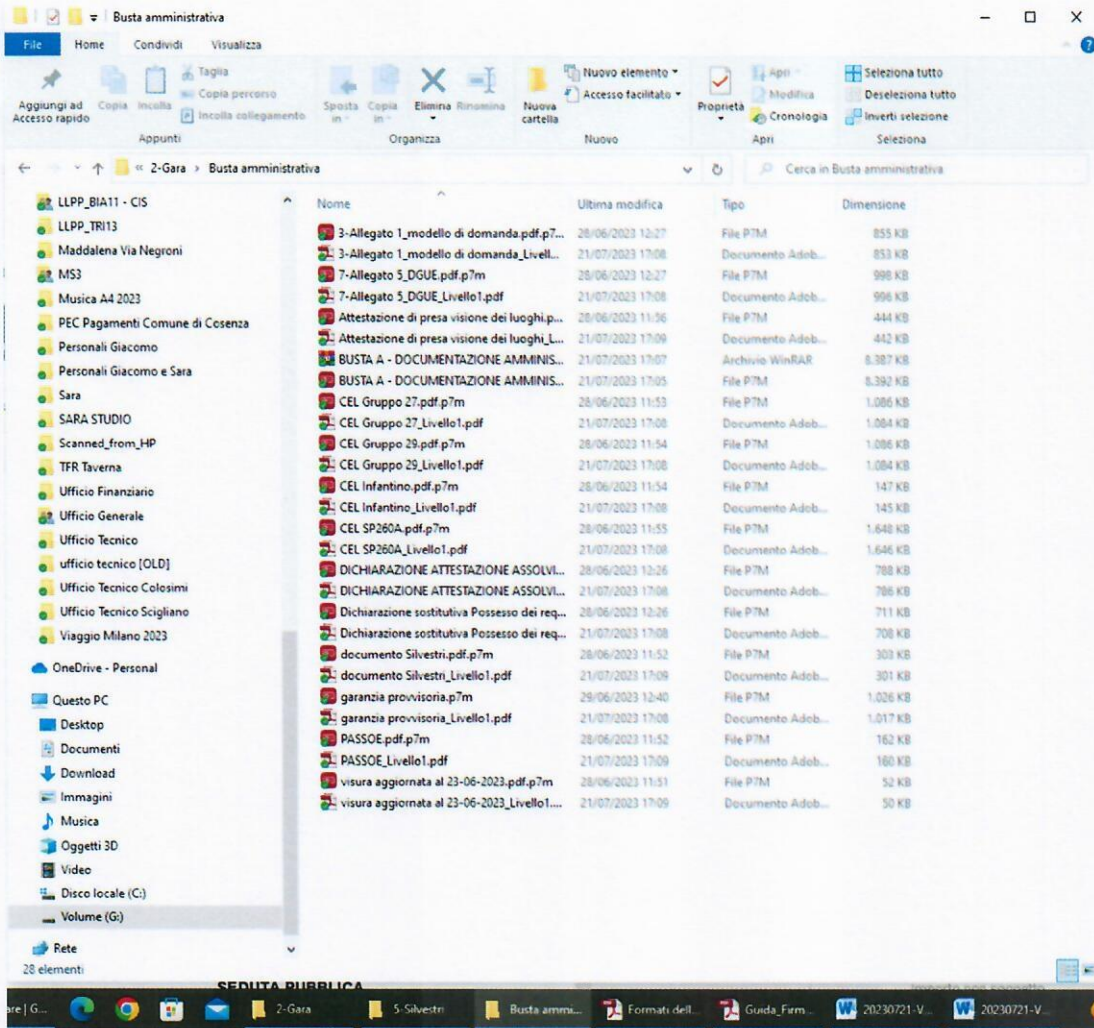 Busta amministrativa
File Home Condividi Visualizza
Aggiungi ad Accesso rapido
Copia
Incolla
Taglia
Copia percorso
Incolla collegamento
Appunti
Sposta in
Copia in
Elimina
Rinomina
Organizza
Nuova cartella
Nuovo elemento
Accesso facilitato
Nuovo
Proprietà
Apri
Modifica
Cronologia
Apri
Seleziona tutto
Deseleziona tutto
Inverti selezione
Seleziona
« 2-Gara › Busta amministrativa
Cerca in Busta amministrativa
LLPP_BIA11 - CIS
LLPP_TRI13
Maddalena Via Negroni
MS3
Musica A4 2023
PEC Pagamenti Comune di Cosenza
Personali Giacomo
Personali Giacomo e Sara
Sara
SARA STUDIO
Scanned_from_HP
TFR Taverna
Ufficio Finanziario
Ufficio Generale
Ufficio Tecnico
ufficio tecnico [OLD]
Ufficio Tecnico Colosimi
Ufficio Tecnico Scigliano
Viaggio Milano 2023
OneDrive - Personal
Questo PC
Desktop
Documenti
Download
Immagini
Musica
Oggetti 3D
Video
Disco locale (C:)
Volume (G:)
Rete
Nome Ultima modifica Tipo Dimensione
3-Allegato 1_modello di domanda.pdf.p7... 28/06/2023 12:27 File P7M 855 KB
3-Allegato 1_modello di domanda_Livell... 21/07/2023 17:08 Documento Adob... 853 KB
7-Allegato 5_DGUE.pdf.p7m 28/06/2023 12:27 File P7M 998 KB
7-Allegato 5_DGUE_Livello1.pdf 21/07/2023 17:08 Documento Adob... 996 KB
Attestazione di presa visione dei luoghi.p... 28/06/2023 11:56 File P7M 444 KB
Attestazione di presa visione dei luoghi_L... 21/07/2023 17:09 Documento Adob... 442 KB
BUSTA A - DOCUMENTAZIONE AMMINIS... 21/07/2023 17:07 Archivio WinRAR 8.387 KB
BUSTA A - DOCUMENTAZIONE AMMINIS... 21/07/2023 17:05 File P7M 8.392 KB
CEL Gruppo 27.pdf.p7m 28/06/2023 11:53 File P7M 1.086 KB
CEL Gruppo 27_Livello1.pdf 21/07/2023 17:08 Documento Adob... 1.084 KB
CEL Gruppo 29.pdf.p7m 28/06/2023 11:54 File P7M 1.086 KB
CEL Gruppo 29_Livello1.pdf 21/07/2023 17:08 Documento Adob... 1.084 KB
CEL Infantino.pdf.p7m 28/06/2023 11:54 File P7M 147 KB
CEL Infantino_Livello1.pdf 21/07/2023 17:08 Documento Adob... 145 KB
CEL SP260A.pdf.p7m 28/06/2023 11:55 File P7M 1.648 KB
CEL SP260A_Livello1.pdf 21/07/2023 17:08 Documento Adob... 1.646 KB
DICHIARAZIONE ATTESTAZIONE ASSOLVI... 28/06/2023 12:26 File P7M 788 KB
DICHIARAZIONE ATTESTAZIONE ASSOLVI... 21/07/2023 17:08 Documento Adob... 786 KB
Dichiarazione sostitutiva Possesso dei req... 28/06/2023 12:26 File P7M 711 KB
Dichiarazione sostitutiva Possesso dei req... 21/07/2023 17:08 Documento Adob... 708 KB
documento Silvestri.pdf.p7m 28/06/2023 11:52 File P7M 303 KB
documento Silvestri_Livello1.pdf 21/07/2023 17:09 Documento Adob... 301 KB
garanzia provvisoria.p7m 29/06/2023 12:40 File P7M 1.026 KB
garanzia provvisoria_Livello1.pdf 21/07/2023 17:08 Documento Adob... 1.017 KB
PASSOE.pdf.p7m 28/06/2023 11:52 File P7M 162 KB
PASSOE_Livello1.pdf 21/07/2023 17:09 Documento Adob... 160 KB
visura aggiornata al 23-06-2023.pdf.p7m 28/06/2023 11:51 File P7M 52 KB
visura aggiornata al 23-06-2023_Livello1.... 21/07/2023 17:09 Documento Adob... 50 KB
28 elementi
SEDUTA PUBBLICA
are | G... 2-Gara 5-Silvestri Busta ammi... Formati dell... Guida_Firm... 20230721-V... 20230721-V...